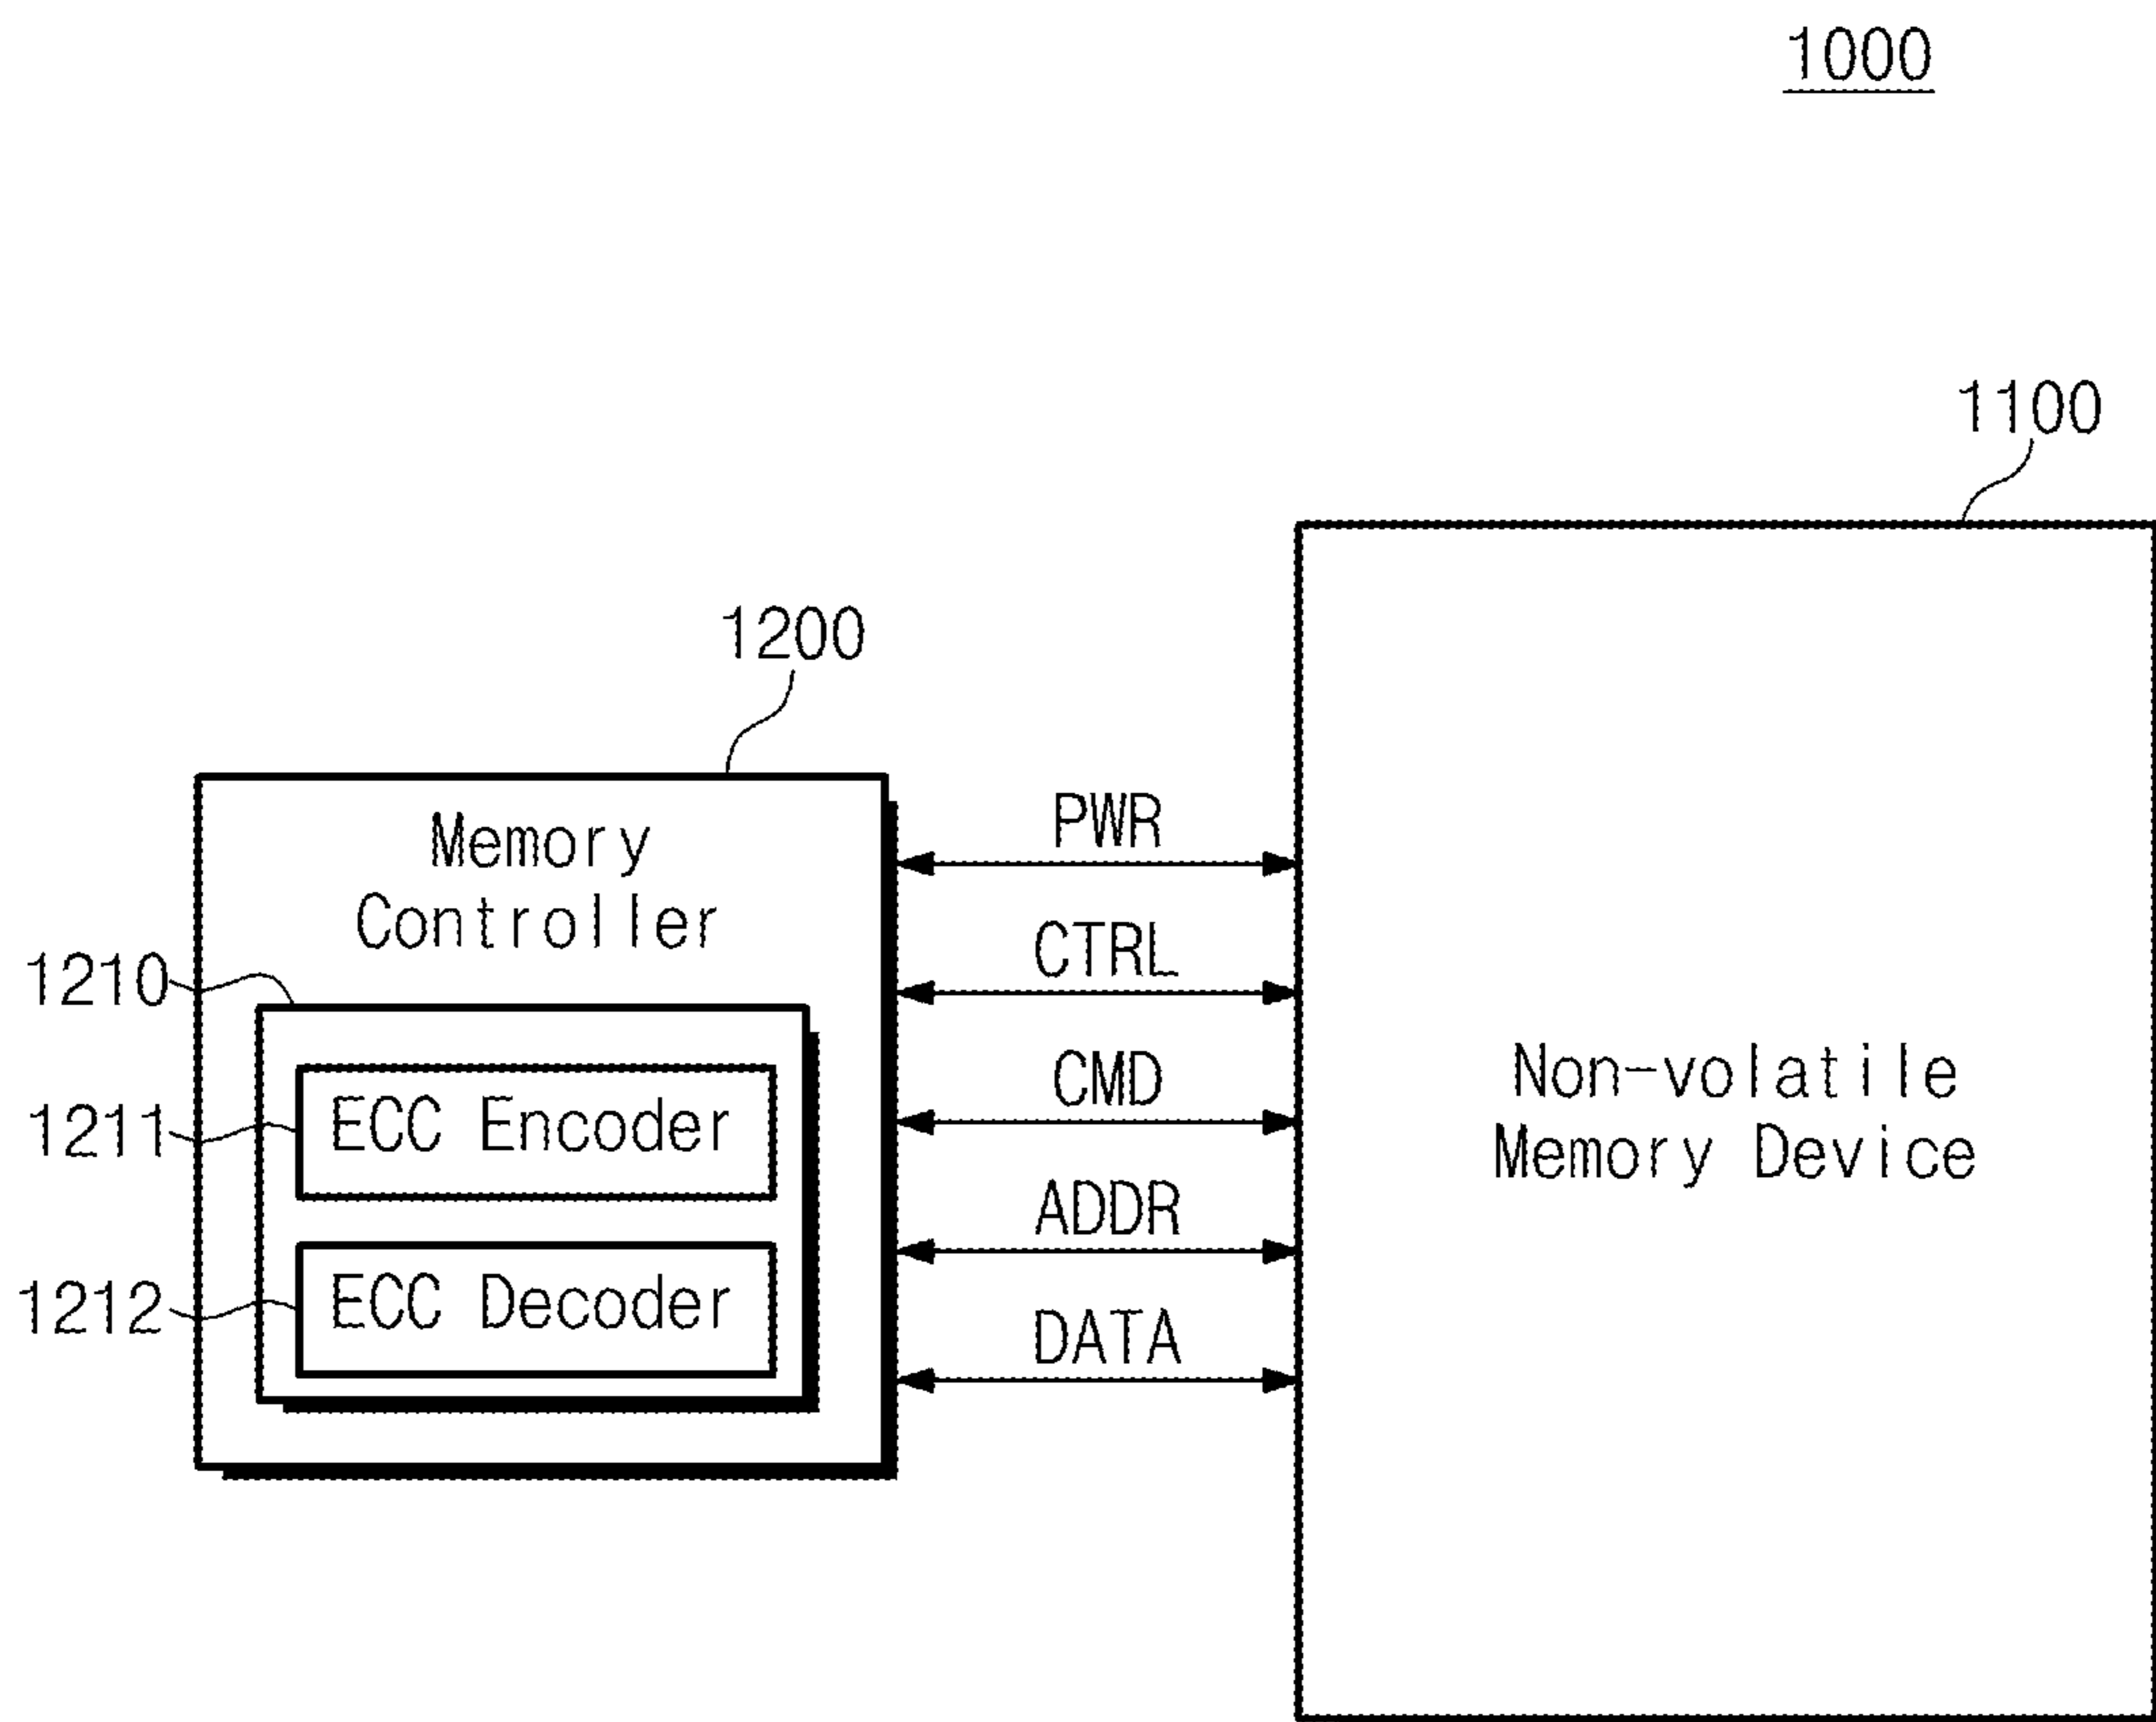 1000
1100
1200
Memory
Controller
PWR
CTRL
1210
CMD
Non-volatile
Memory Device
1211
ECC Encoder
ADDR
1212
ECC Decoder
DATA